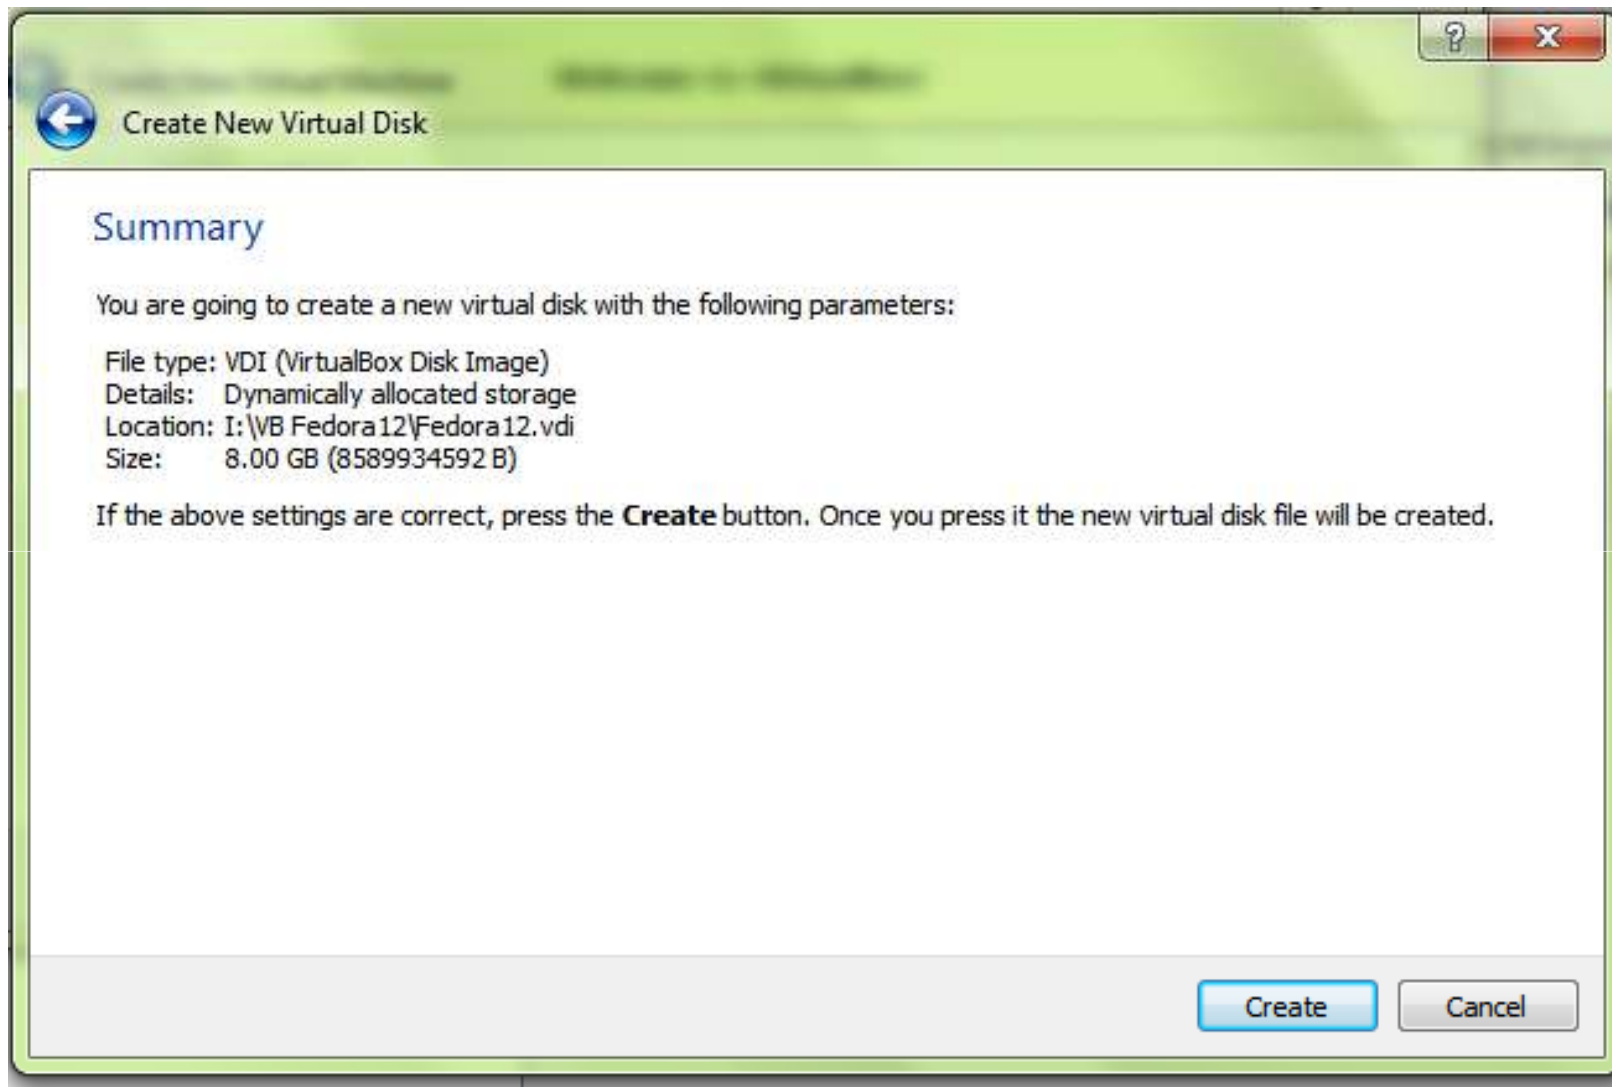 ?
Create New Virtual Disk
Summary
You are going to create a new virtual disk with the following parameters:
File type: VDI (VirtualBox Disk Image)
Details: Dynamically allocated storage
Location: I:\VB Fedora12\Fedora12.vdi
Size: 8.00 GB (8589934592 B)
If the above settings are correct, press the Create button. Once you press it the new virtual disk file will be created.
Create Cancel